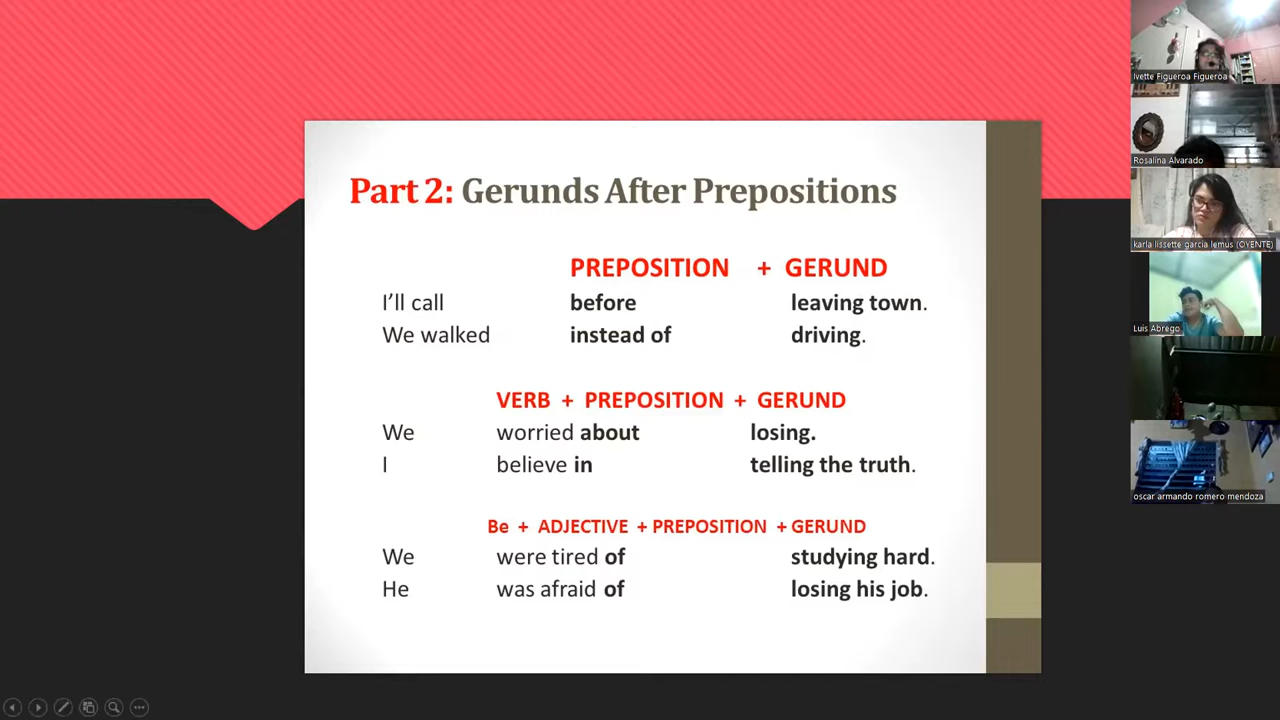 Part 2: Gerunds After Prepositions
PREPOSITION + GERUND
I'll call before leaving town.
We walked instead of driving.
VERB + PREPOSITION + GERUND
We worried about losing.
I believe in telling the truth.
Be + ADJECTIVE + PREPOSITION + GERUND
We were tired of studying hard.
He was afraid of losing his job.
Ivette Figueroa Figueroa
Rosalina Alvarado
karla lissette garcia lemus (OYENTE)
Luis Abrego
oscar armando romero mendoza